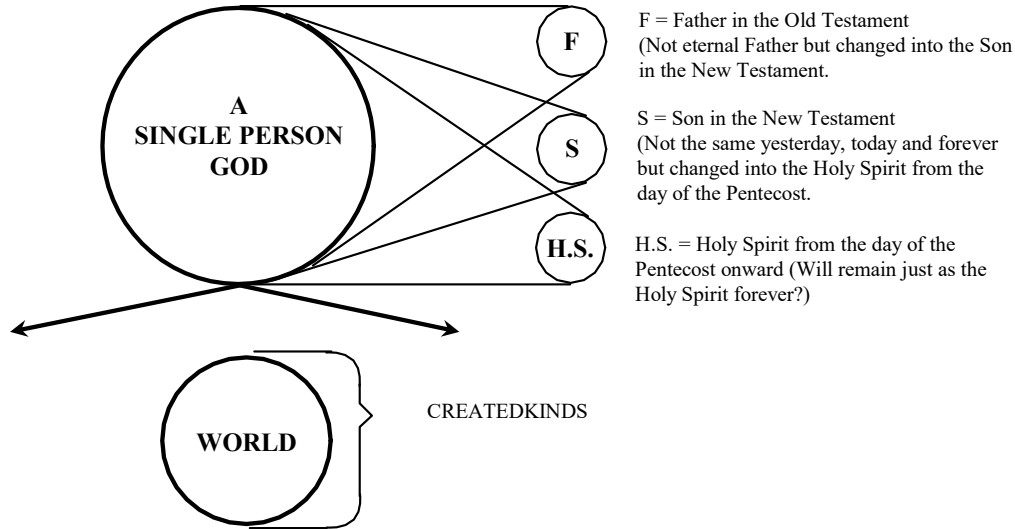 A
SINGLE PERSON
GOD
F
F = Father in the Old Testament
(Not eternal Father but changed into the Son
in the New Testament.
S
S = Son in the New Testament
(Not the same yesterday, today and forever
but changed into the Holy Spirit from the
day of the Pentecost.
H.S.
H.S. = Holy Spirit from the day of the
Pentecost onward (Will remain just as the
Holy Spirit forever?)
WORLD
CREATEDKINDS